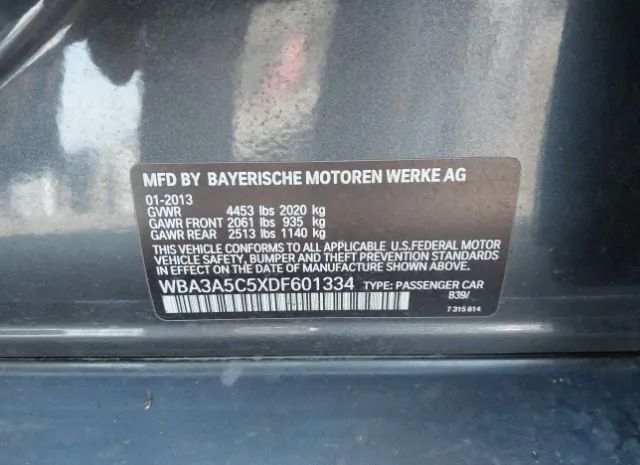 MFD BY BAYERISCHE MOTOREN WERKE AG
01-2013
GVWR 4453 lbs 2020 kg
GAWR FRONT 2061 lbs 935 kg
GAWR REAR 2513 lbs 1140 kg
THIS VEHICLE CONFORMS TO ALL APPLICABLE U.S.FEDERAL MOTOR
VEHICLE SAFETY, BUMPER, AND THEFT PREVENTION STANDARDS
IN EFFECT ON THE DATE OF MANUFACTURE SHOWN ABOVE.
WBA3A5C5XDF601334 TYPE: PASSENGER CAR
839/
7 315 814